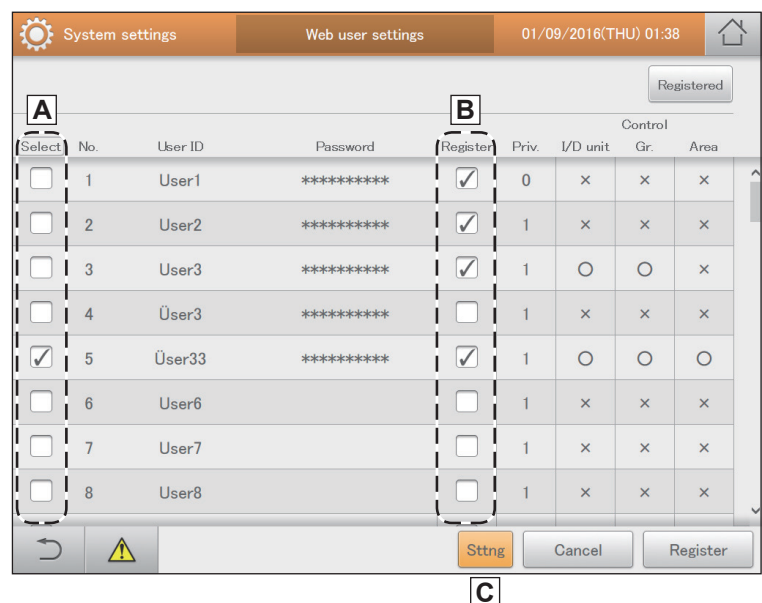 System settings Web user settings 01/09/2016(THU) 01:38
Registered
A B
Control
Select No. User ID Password Register Priv. I/D unit Gr. Area
1 User1 ********** ✓ 0 × × ×
2 User2 ********** ✓ 1 × × ×
3 User3 ********** ✓ 1 ○ ○ ×
4 Üser3 ********** 1 × × ×
✓ 5 Üser33 ********** ✓ 1 ○ ○ ○
6 User6 1 × × ×
7 User7 1 × × ×
8 User8 1 × × ×
Sttng Cancel Register
C